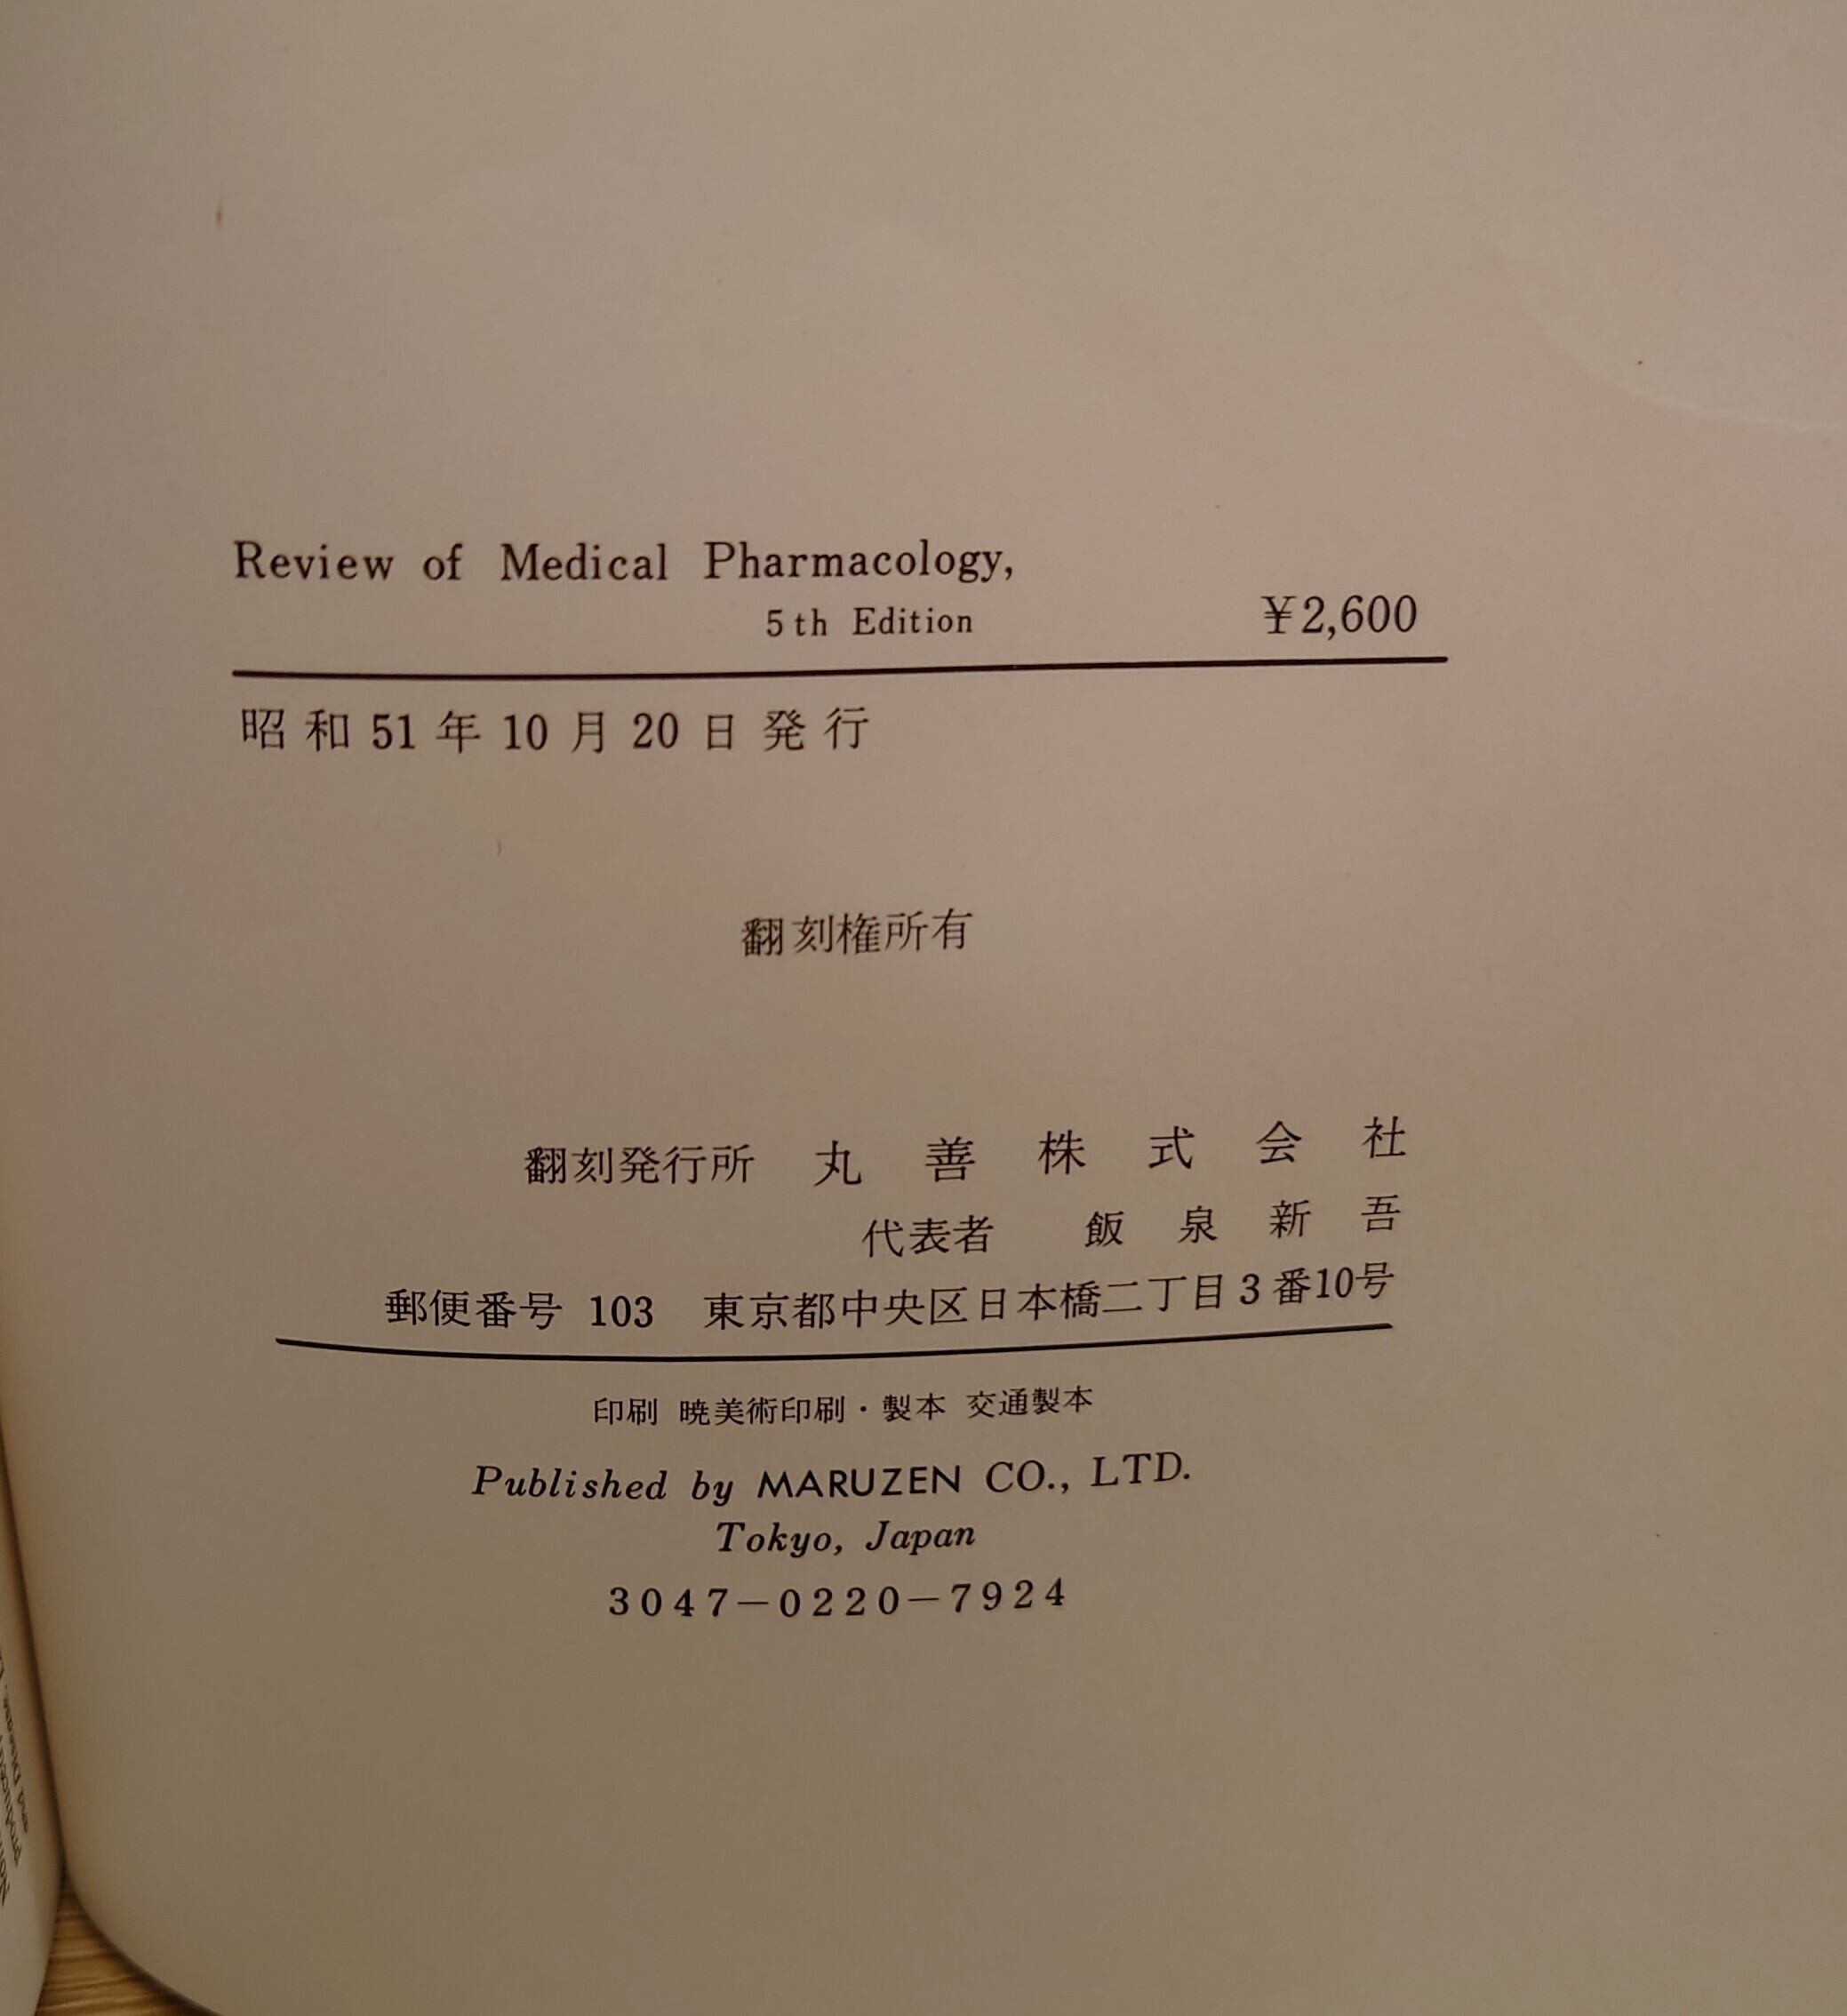 Review of Medical Pharmacology,
5th Edition ¥2,600
昭和51年10月20日発行
翻刻権所有
翻刻発行所 丸善株式会社
代表者 飯泉新吾
郵便番号 103 東京都中央区日本橋二丁目3番10号
印刷 暁美術印刷・製本 交通製本
Published by MARUZEN CO., LTD.
Tokyo, Japan
3047-0220-7924